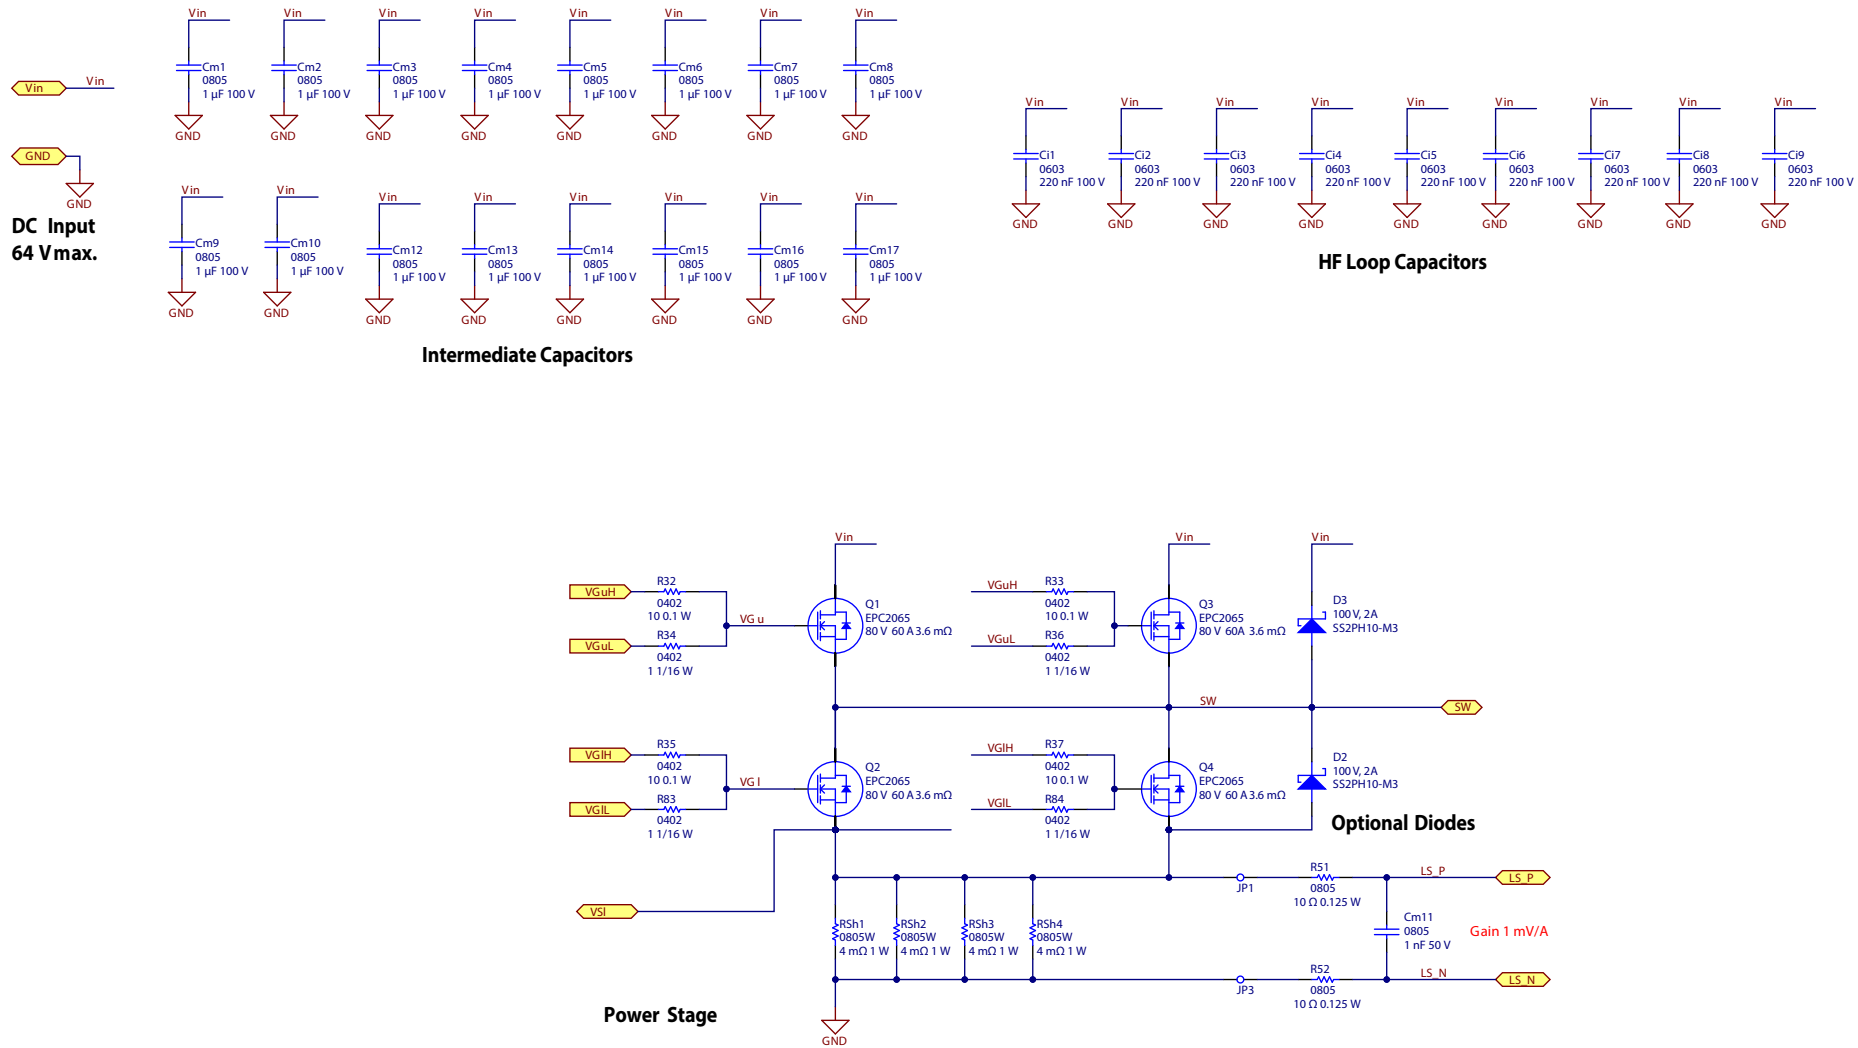 Vin Vin Vin Vin Vin Vin Vin Vin
Cm1 Cm2 Cm3 Cm4 Cm5 Cm6 Cm7 Cm8
0805 0805 0805 0805 0805 0805 0805 0805
1 µF 100 V 1 µF 100 V 1 µF 100 V 1 µF 100 V 1 µF 100 V 1 µF 100 V 1 µF 100 V 1 µF 100 V
GND GND GND GND GND GND GND GND
Vin Vin
GND
GND
DC Input
64 V max.
Vin Vin Vin Vin Vin Vin Vin Vin
Cm9 Cm10 Cm12 Cm13 Cm14 Cm15 Cm16 Cm17
0805 0805 0805 0805 0805 0805 0805 0805
1 µF 100 V 1 µF 100 V 1 µF 100 V 1 µF 100 V 1 µF 100 V 1 µF 100 V 1 µF 100 V 1 µF 100 V
GND GND GND GND GND GND GND GND
Intermediate Capacitors
Vin Vin Vin Vin Vin Vin Vin Vin Vin
Ci1 Ci2 Ci3 Ci4 Ci5 Ci6 Ci7 Ci8 Ci9
0603 0603 0603 0603 0603 0603 0603 0603 0603
220 nF 100 V 220 nF 100 V 220 nF 100 V 220 nF 100 V 220 nF 100 V 220 nF 100 V 220 nF 100 V 220 nF 100 V 220 nF 100 V
GND GND GND GND GND GND GND GND GND
HF Loop Capacitors
Vin Vin Vin
VGuH
R32
0402
10 0.1 W
VGuL
R34
0402
1 1/16 W
VGu
Q1
EPC2065
80 V 60 A 3.6 mΩ
VGuH
R33
0402
10 0.1 W
VGuL
R36
0402
1 1/16 W
Q3
EPC2065
80 V 60A 3.6 mΩ
D3
100 V, 2A
SS2PH10-M3
SW SW
VGlH
R35
0402
10 0.1 W
VGlL
R83
0402
1 1/16 W
VGl
Q2
EPC2065
80 V 60 A 3.6 mΩ
VGlH
R37
0402
10 0.1 W
VGlL
R84
0402
1 1/16 W
Q4
EPC2065
80 V 60 A 3.6 mΩ
D2
100 V, 2A
SS2PH10-M3
Optional Diodes
VSl
RSh1 RSh2 RSh3 RSh4
0805W 0805W 0805W 0805W
4 mΩ 1 W 4 mΩ 1 W 4 mΩ 1 W 4 mΩ 1 W
JP1
R51
0805
10 Ω 0.125 W
LS_P LS_P
Cm11
0805
1 nF 50 V
Gain 1 mV/A
JP3
R52
0805
10 Ω 0.125 W
LS_N LS_N
Power Stage
GND